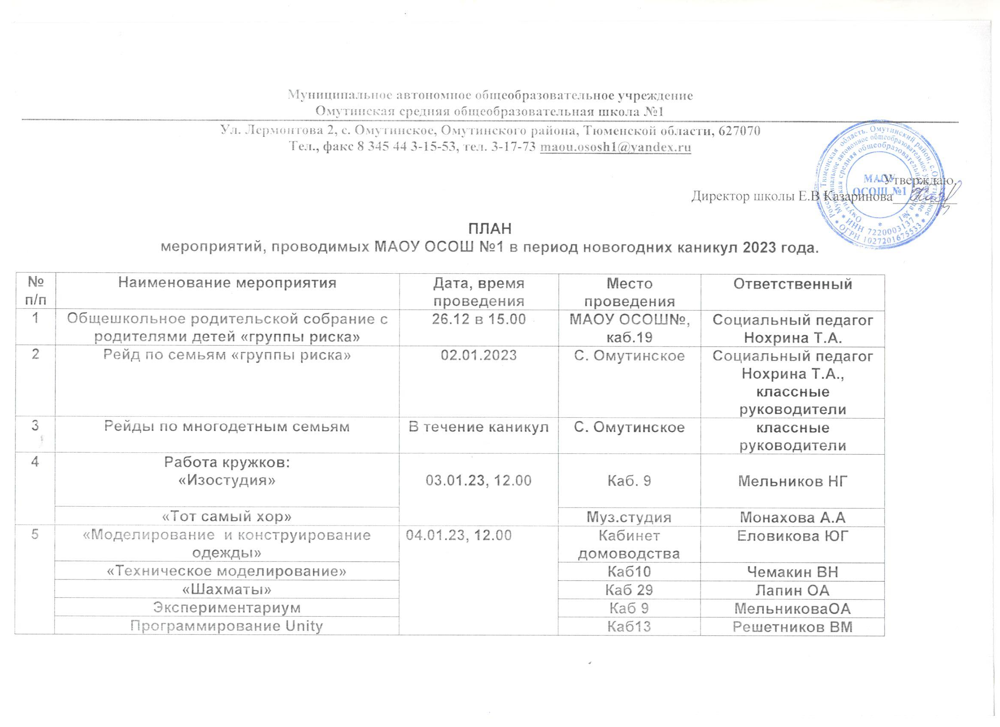 Муниципальное автономное общеобразовательное учреждение
Омутинская средняя общеобразовательная школа №1
Ул. Лермонтова 2, с. Омутинское, Омутинского района, Тюменской области, 627070
Тел., факс 8 345 44 3-15-53, тел. 3-17-73 maou.ososh1@yandex.ru
Утверждаю.
Директор школы Е.В Казаринова
Россия Тюменская область. Омутинский район, с.Омутинское
* ОГРН 1027201675533 *
Муниципальное автономное общеобразовательное учреждение
* ИНН 7220003137 *
Омутинская средняя общеобразовательная школа №1
*
МАОУ
ОСОШ №1
ПЛАН
мероприятий, проводимых МАОУ ОСОШ №1 в период новогодних каникул 2023 года.
№ Наименование мероприятия Дата, время Место Ответственный
п/п проведения проведения
1 Общешкольное родительской собрание с 26.12 в 15.00 МАОУ ОСОШ№, Социальный педагог
родителями детей «группы риска» каб.19 Нохрина Т.А.
2 Рейд по семьям «группы риска» 02.01.2023 С. Омутинское Социальный педагог
Нохрина Т.А.,
классные
руководители
3 Рейды по многодетным семьям В течение каникул С. Омутинское классные
руководители
4 Работа кружков:
«Изостудия» 03.01.23, 12.00 Каб. 9 Мельников НГ
«Тот самый хор» Муз.студия Монахова А.А
5 «Моделирование и конструирование 04.01.23, 12.00 Кабинет Еловикова ЮГ
одежды» домоводства
«Техническое моделирование» Каб10 Чемакин ВН
«Шахматы» Каб 29 Лапин ОА
Экспериментариум Каб 9 МельниковаОА
Программирование Unity Каб13 Решетников ВМ